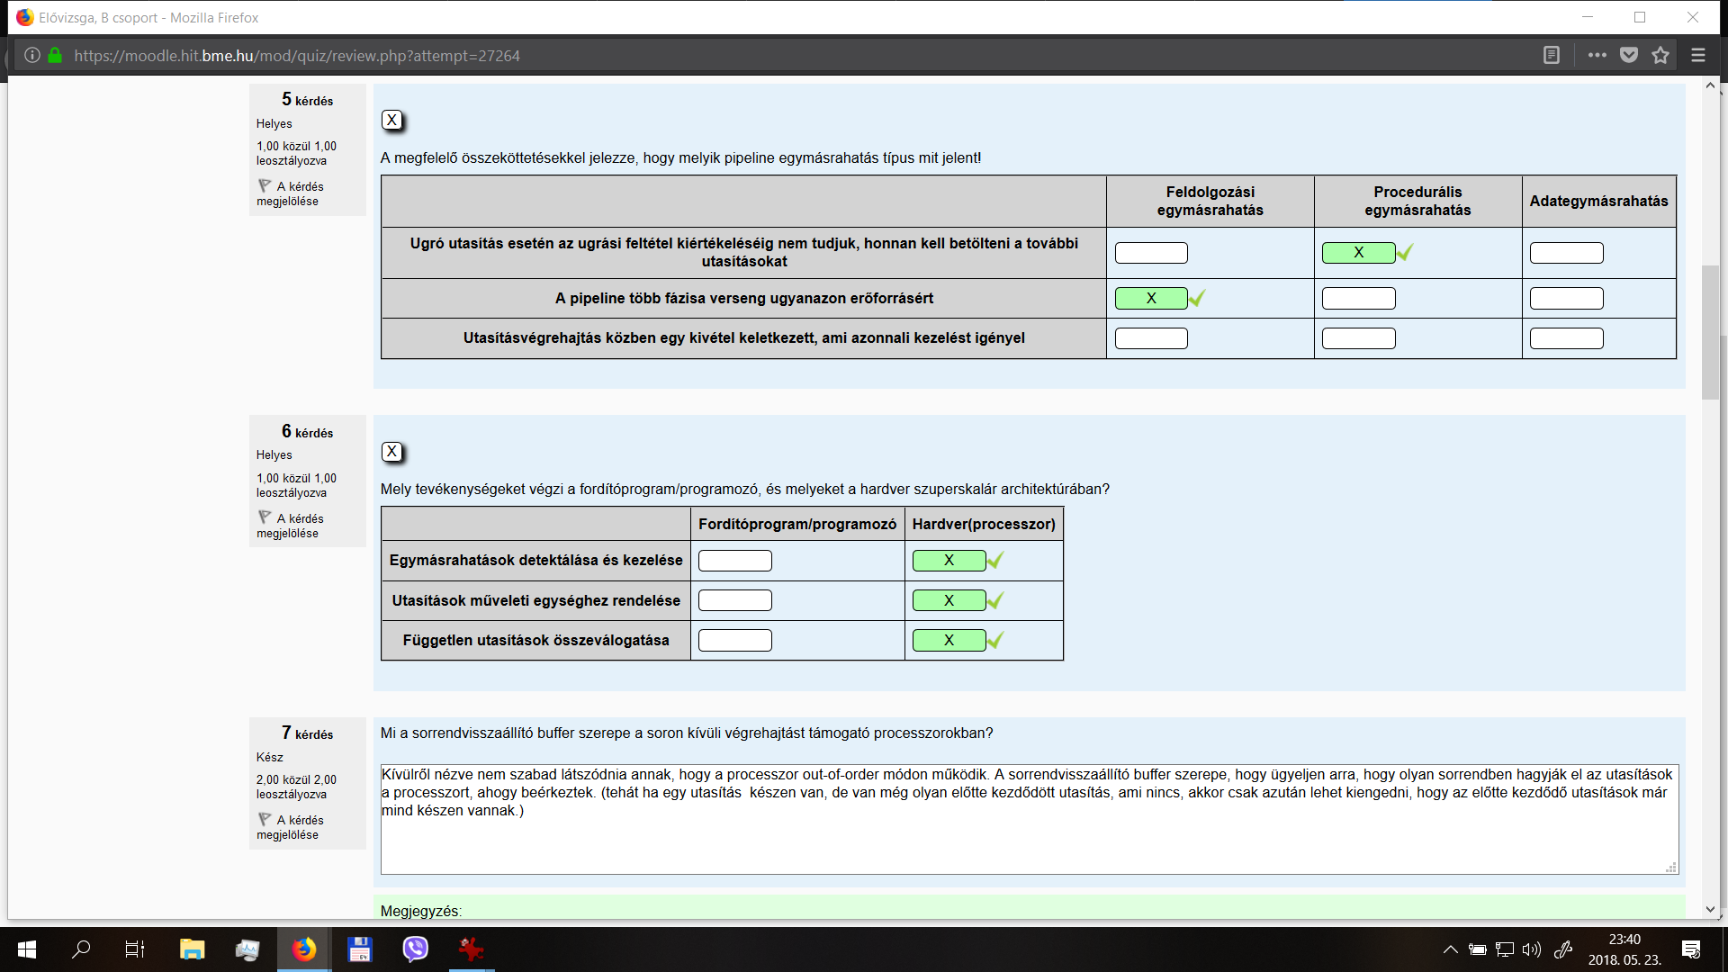 Elővizsga, B csoport - Mozilla Firefox
https://moodle.hit.bme.hu/mod/quiz/review.php?attempt=27264
5 kérdés
Helyes
1,00 közül 1,00
leosztályozva
A kérdés
megjelölése
X
A megfelelő összeköttetésekkel jelezze, hogy melyik pipeline egymásrahatás típus mit jelent!
Feldolgozási
egymásrahatás
Procedurális
egymásrahatás
Adategymásrahatás
Ugró utasítás esetén az ugrási feltétel kiértékeléséig nem tudjuk, honnan kell betölteni a további
utasításokat
X
A pipeline több fázisa verseng ugyanazon erőforrásért
X
Utasításvégrehajtás közben egy kivétel keletkezett, ami azonnali kezelést igényel
6 kérdés
Helyes
1,00 közül 1,00
leosztályozva
A kérdés
megjelölése
X
Mely tevékenységeket végzi a fordítóprogram/programozó, és melyeket a hardver szuperskalár architektúrában?
Fordítóprogram/programozó Hardver(processzor)
Egymásrahatások detektálása és kezelése X
Utasítások műveleti egységhez rendelése X
Független utasítások összeválogatása X
7 kérdés
Kész
2,00 közül 2,00
leosztályozva
A kérdés
megjelölése
Mi a sorrendvisszaállító buffer szerepe a soron kívüli végrehajtást támogató processzorokban?
Kívülről nézve nem szabad látszódnia annak, hogy a processzor out-of-order módon működik. A sorrendvisszaállító buffer szerepe, hogy ügyeljen arra, hogy olyan sorrendben hagyják el az utasítások
a processzort, ahogy beérkeztek. (tehát ha egy utasítás  készen van, de van még olyan előtte kezdődött utasítás, ami nincs, akkor csak azután lehet kiengedni, hogy az előtte kezdődő utasítások már
mind készen vannak.)
Megjegyzés:
23:40
2018. 05. 23.